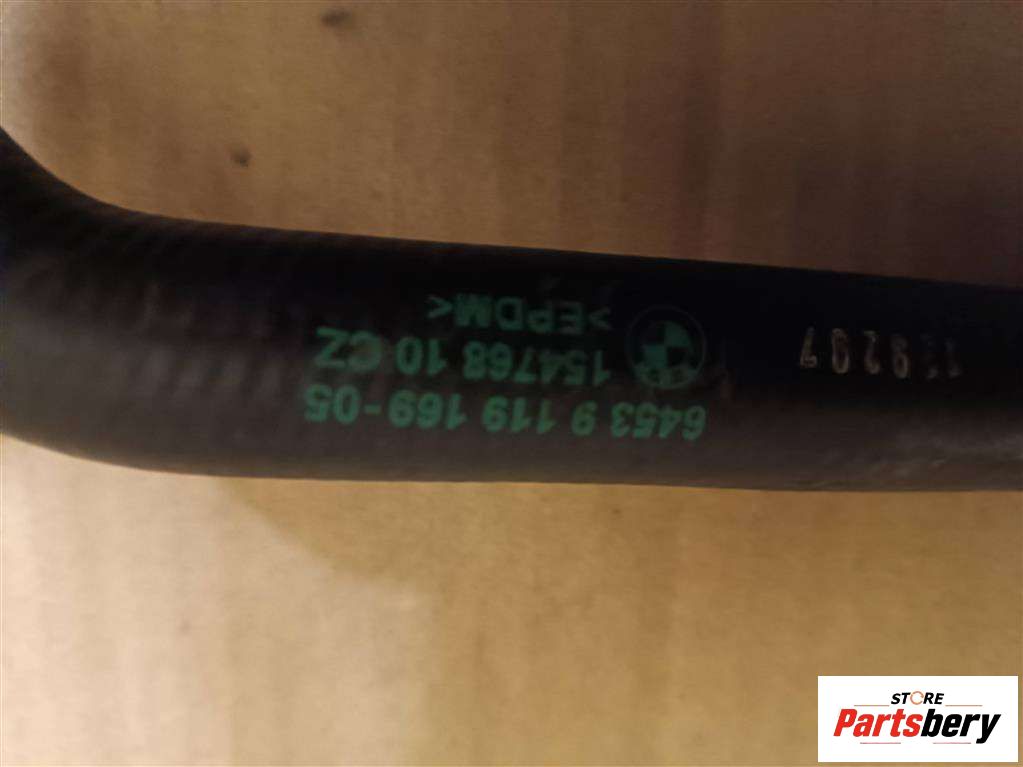 6453 9 119 169-05
154768 10 CZ
>EPDM<
STORE
Partsbery